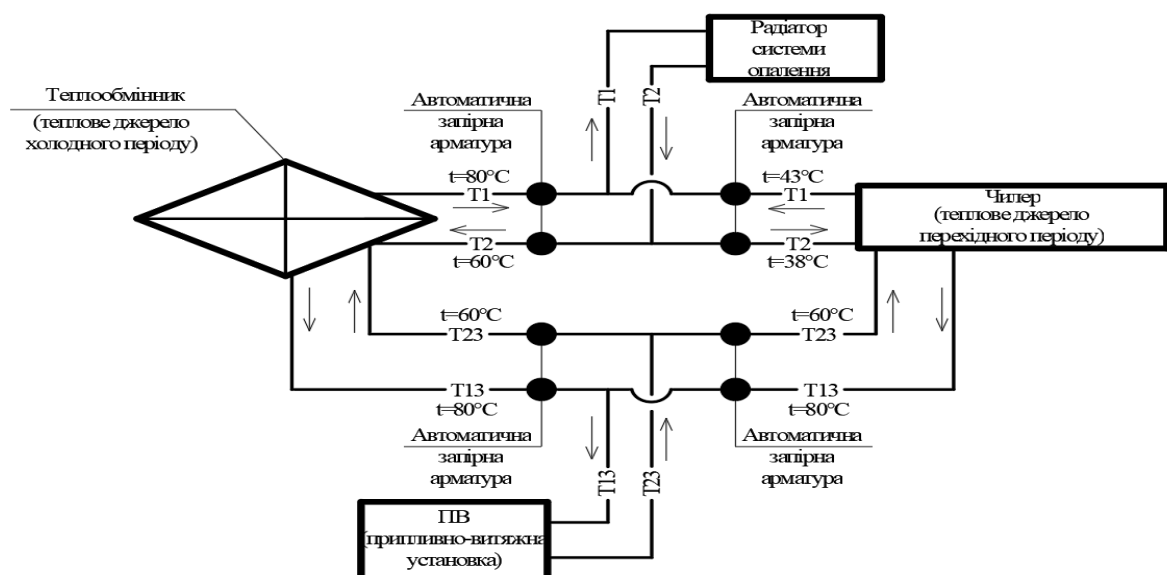 Радіатор
системи
опалення
Теплообмінник
(теплове джерело
холодного періоду)
Автоматична
запірна
арматура
T1
T2
Автоматична
запірна
арматура
t=80°C
T1
t=43°C
T1
Чилер
(теплове джерело
перехідного періоду)
T2
t=60°C
T2
t=38°C
t=60°C
T23
t=60°C
T23
T13
t=80°C
T13
t=80°C
Автоматична
запірна
арматура
T13
T23
Автоматична
запірна
арматура
ПВ
(припливно-витяжна
установка)